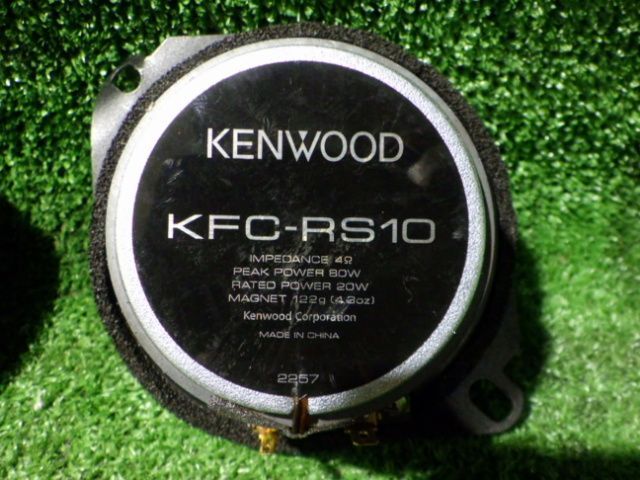 KENWOOD
KFC-RS10
IMPEDANCE 4Ω
PEAK POWER 80W
RATED POWER 20W
MAGNET 122g (4.3oz)
Kenwood Corporation
MADE IN CHINA
2257